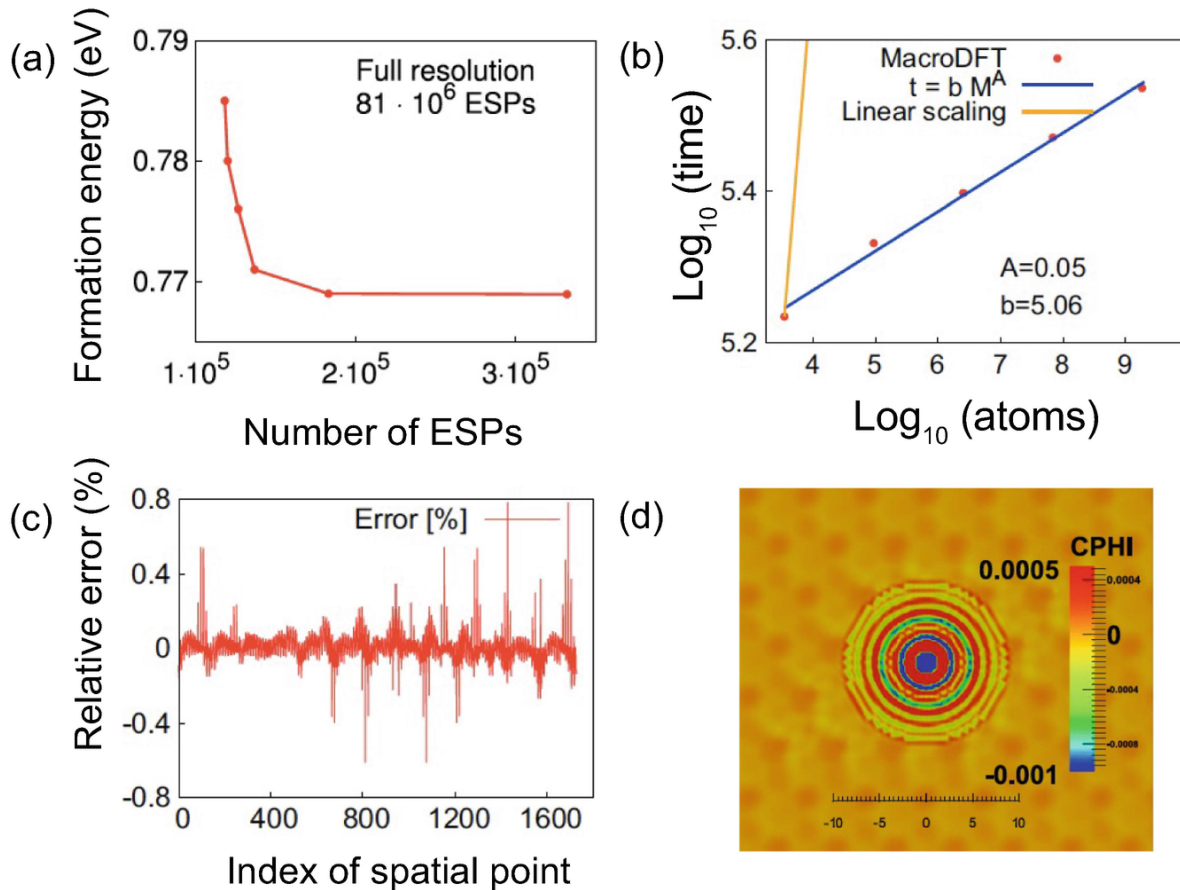 (a)
Formation energy (eV)
0.79
0.78
0.77
Full resolution
81 · 10⁶ ESPs
1·10⁵
2·10⁵
3·10⁵
Number of ESPs
(b)
Log₁₀ (time)
5.6
5.4
5.2
MacroDFT
t = b M^A
Linear scaling
A=0.05
b=5.06
4 5 6 7 8 9
Log₁₀ (atoms)
(c)
Relative error (%)
0.8
0.4
0
-0.4
-0.8
Error [%]
0 400 800 1200 1600
Index of spatial point
(d)
CPHI
0.0005
0.0004
0
-0.0004
-0.0008
-0.001
-10 -5 0 5 10